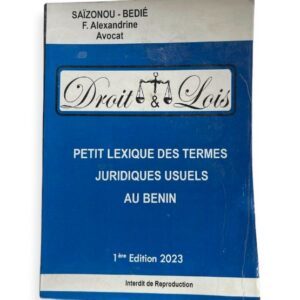 SAÏZONOU - BEDIÉ
F. Alexandrine
Avocat
Droit & Lois
PETIT LEXIQUE DES TERMES
JURIDIQUES USUELS
AU BENIN
1ère Edition 2023
Interdit de Reproduction